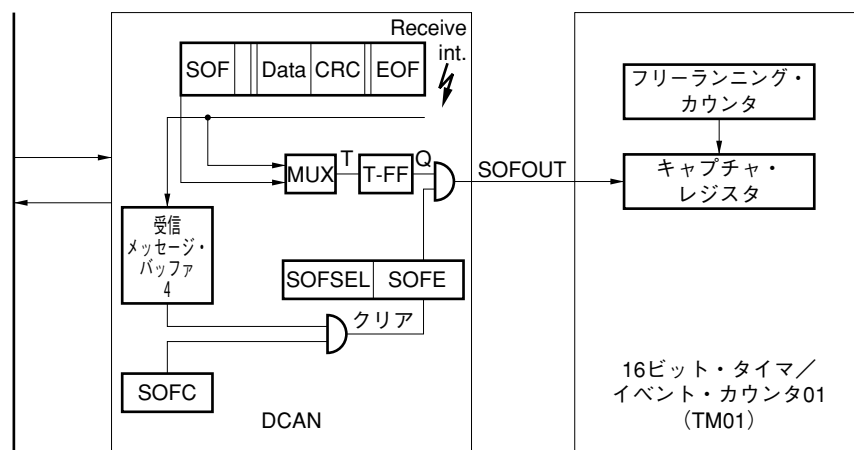 Receive
int.
SOF
Data
CRC
EOF
フリーランニング・
カウンタ
MUX
T
T-FF
Q
SOFOUT
キャプチャ・
レジスタ
受信
メッセージ・
バッファ
4
SOFSEL
SOFE
クリア
SOFC
DCAN
16ビット・タイマ／
イベント・カウンタ01
（TM01）